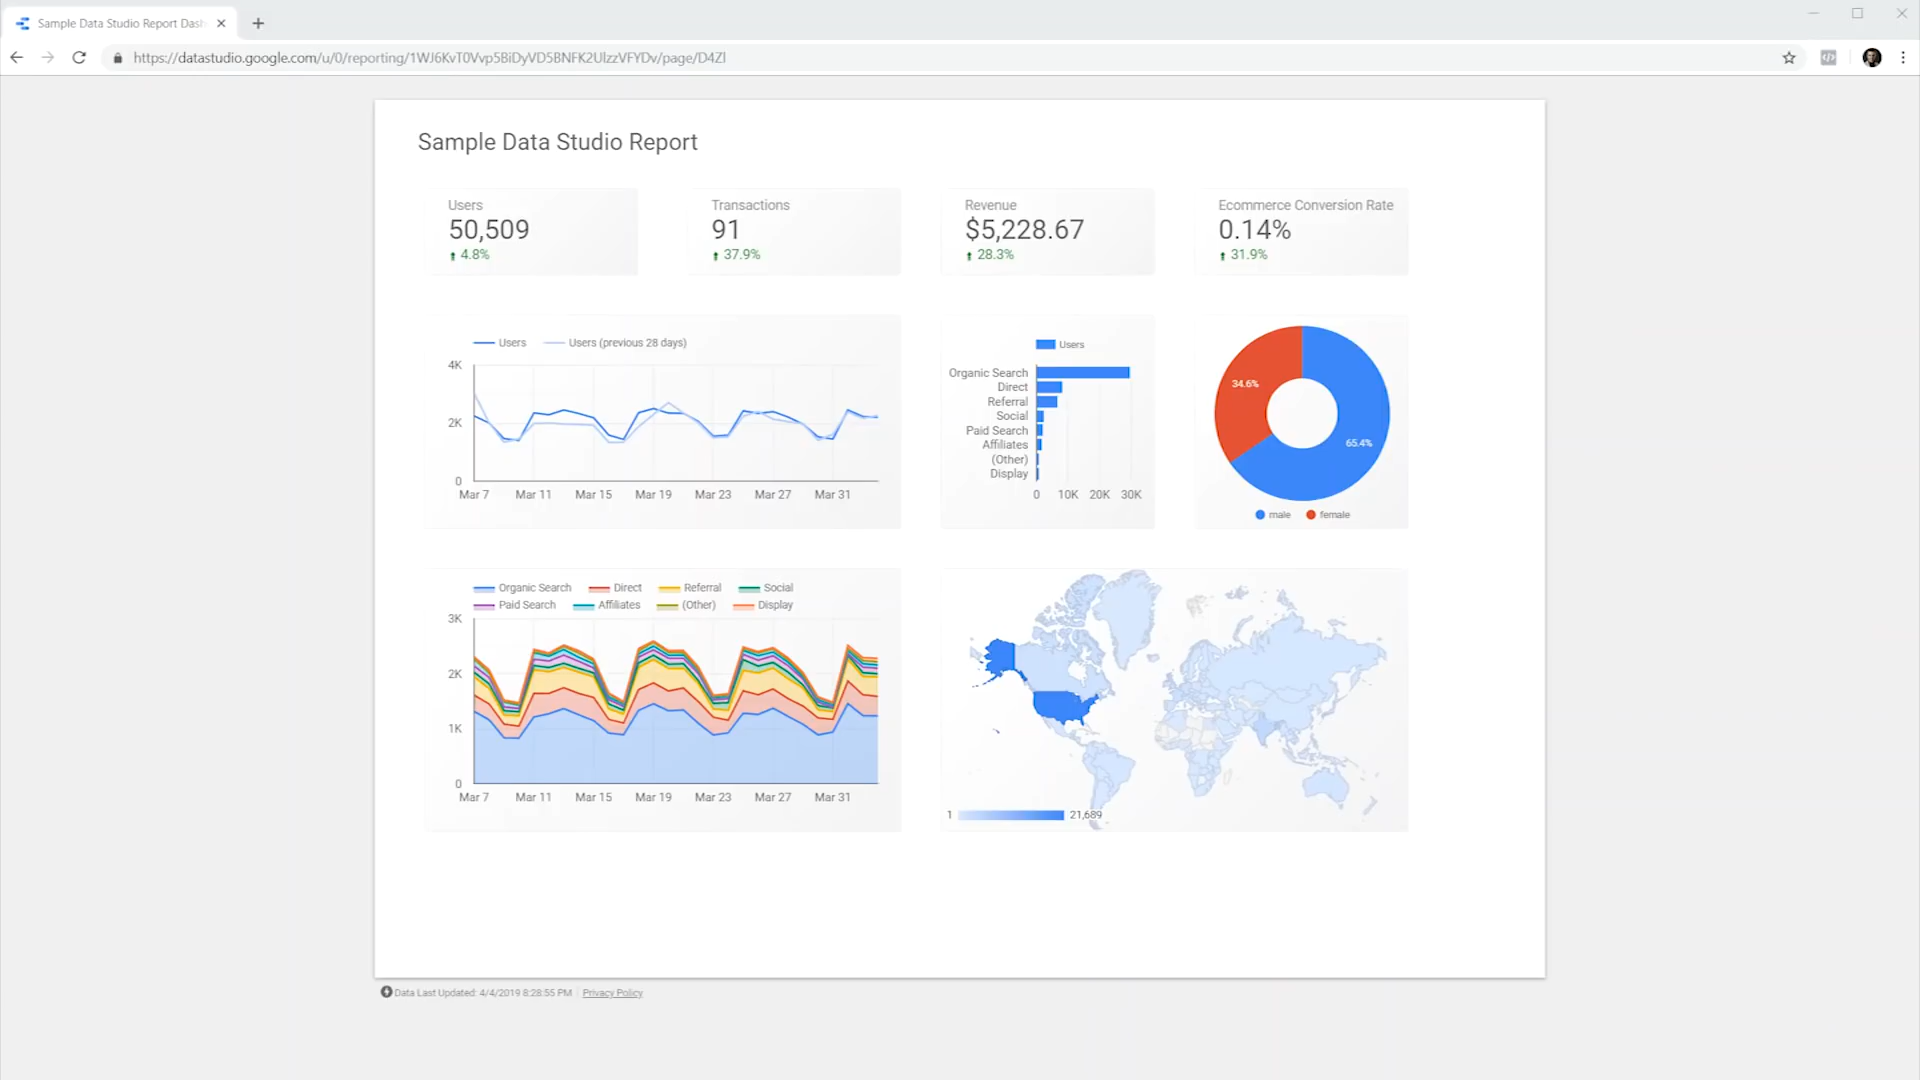 Sample Data Studio Report Dash
https://datastudio.google.com/u/0/reporting/1WJ6KvT0Vvp5BiDyVD5BNFK2UlzzVFYDv/page/D4Zl
Sample Data Studio Report
Users
50,509
4.8%
Transactions
91
37.9%
Revenue
$5,228.67
28.3%
Ecommerce Conversion Rate
0.14%
31.9%
Users Users (previous 28 days)
4K
2K
0
Mar 7 Mar 11 Mar 15 Mar 19 Mar 23 Mar 27 Mar 31
Users
Organic Search
Direct
Referral
Social
Paid Search
Affiliates
(Other)
Display
0 10K 20K 30K
34.6%
65.4%
male female
Organic Search Direct Referral Social
Paid Search Affiliates (Other) Display
3K
2K
1K
0
Mar 7 Mar 11 Mar 15 Mar 19 Mar 23 Mar 27 Mar 31
1 21,689
Data Last Updated: 4/4/2019 8:28:55 PM Privacy Policy